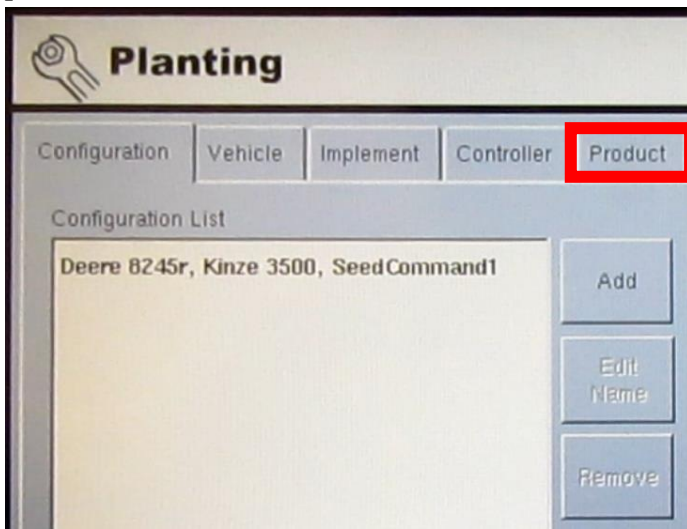 Planting
Configuration Vehicle Implement Controller Product
Configuration List
Deere 8245r, Kinze 3500, SeedCommand1
Add
Edit
Name
Remove